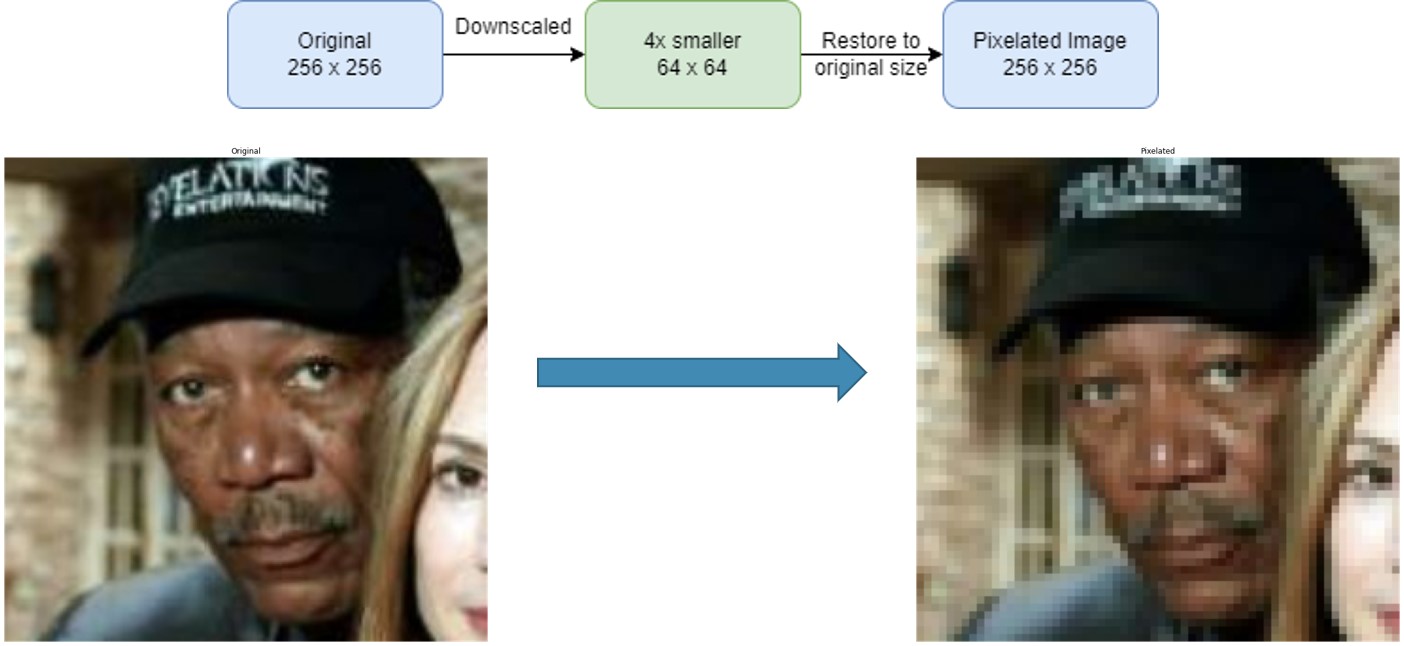 Original
256 x 256
Downscaled
4x smaller
64 x 64
Restore to
original size
Pixelated Image
256 x 256
Original
ENTERTAINMENT
Pixelated